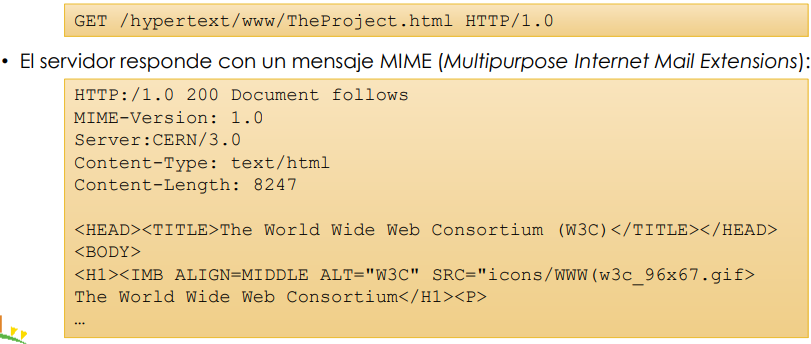 GET /hypertext/www/TheProject.html HTTP/1.0
• El servidor responde con un mensaje MIME (Multipurpose Internet Mail Extensions):
HTTP:/1.0 200 Document follows
MIME-Version: 1.0
Server:CERN/3.0
Content-Type: text/html
Content-Length: 8247
<HEAD><TITLE>The World Wide Web Consortium (W3C)</TITLE></HEAD>
<BODY>
<H1><IMB ALIGN=MIDDLE ALT="W3C" SRC="icons/WWW(w3c_96x67.gif>
The World Wide Web Consortium</H1><P>
…